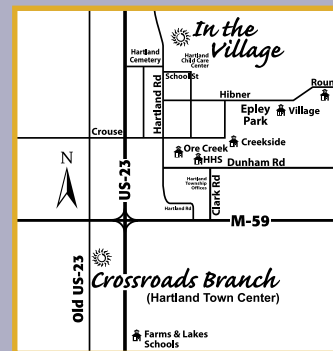 In the
Village
Hartland
Cemetery
Hartland
Child Care
Center
School St
Hartland Rd
Hibner
Roun
Epley
Park
Village
Crouse
Creekside
Ore Creek
HHS
Dunham Rd
N
US-23
Hartland
Township
Offices
Clark Rd
Hartland Rd
M-59
Old US-23
Crossroads Branch
(Hartland Town Center)
Farms & Lakes
Schools